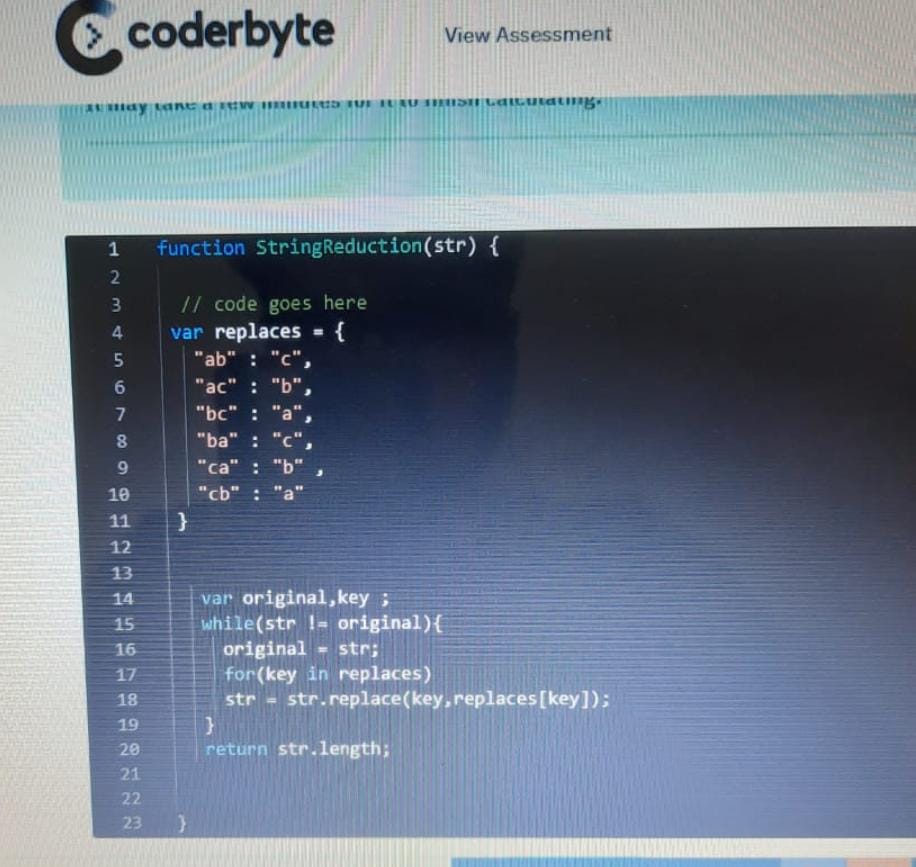 coderbyte
View Assessment
It may take a few minutes for it to finish calculating.
1 function StringReduction(str) {
2
3 // code goes here
4 var replaces = {
5 "ab" : "c",
6 "ac" : "b",
7 "bc" : "a",
8 "ba" : "c",
9 "ca" : "b" ,
10 "cb" : "a"
11 }
12
13
14 var original,key ;
15 while(str != original){
16 original = str;
17 for(key in replaces)
18 str = str.replace(key,replaces[key]);
19 }
20 return str.length;
21
22
23 }